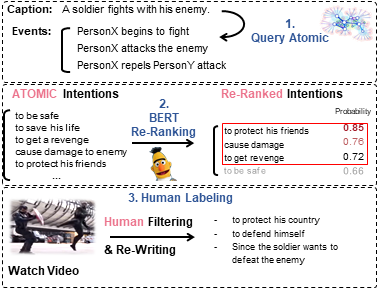 Caption: A soldier fights with his enemy.
1.
Query Atomic
Events: PersonX begins to fight
PersonX attacks the enemy
PersonX repels PersonY attack
ATOMIC Intentions
to be safe
to save his life
to get a revenge
cause damage to enemy
to protect his friends
...
2.
BERT
Re-Ranking
Re-Ranked Intentions
Probability
to protect his friends 0.85
cause damage 0.76
to get revenge 0.72
to be safe 0.66
3. Human Labeling
Human Filtering
& Re-Writing
- to protect his country
- to defend himself
- Since the soldier wants to
defeat the enemy
Watch Video